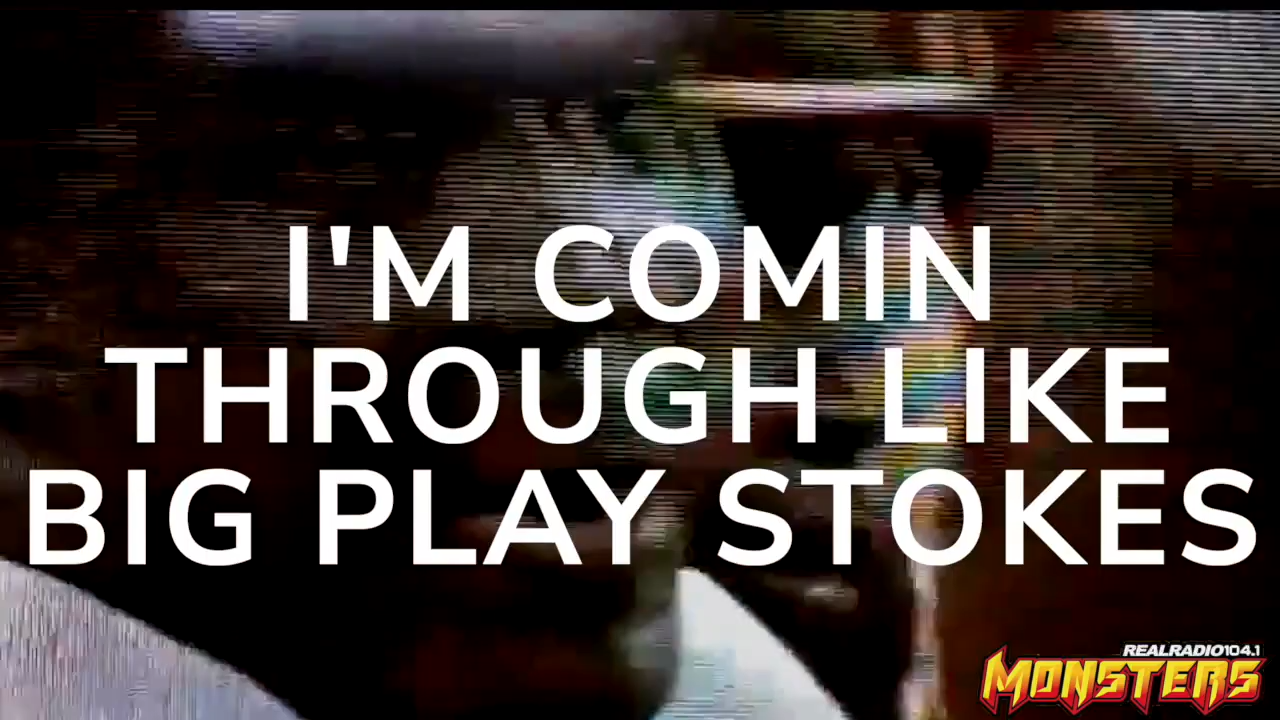 I'M COMIN
THROUGH LIKE
BIG PLAY STOKES
REALRADIO104.1
MONSTERS